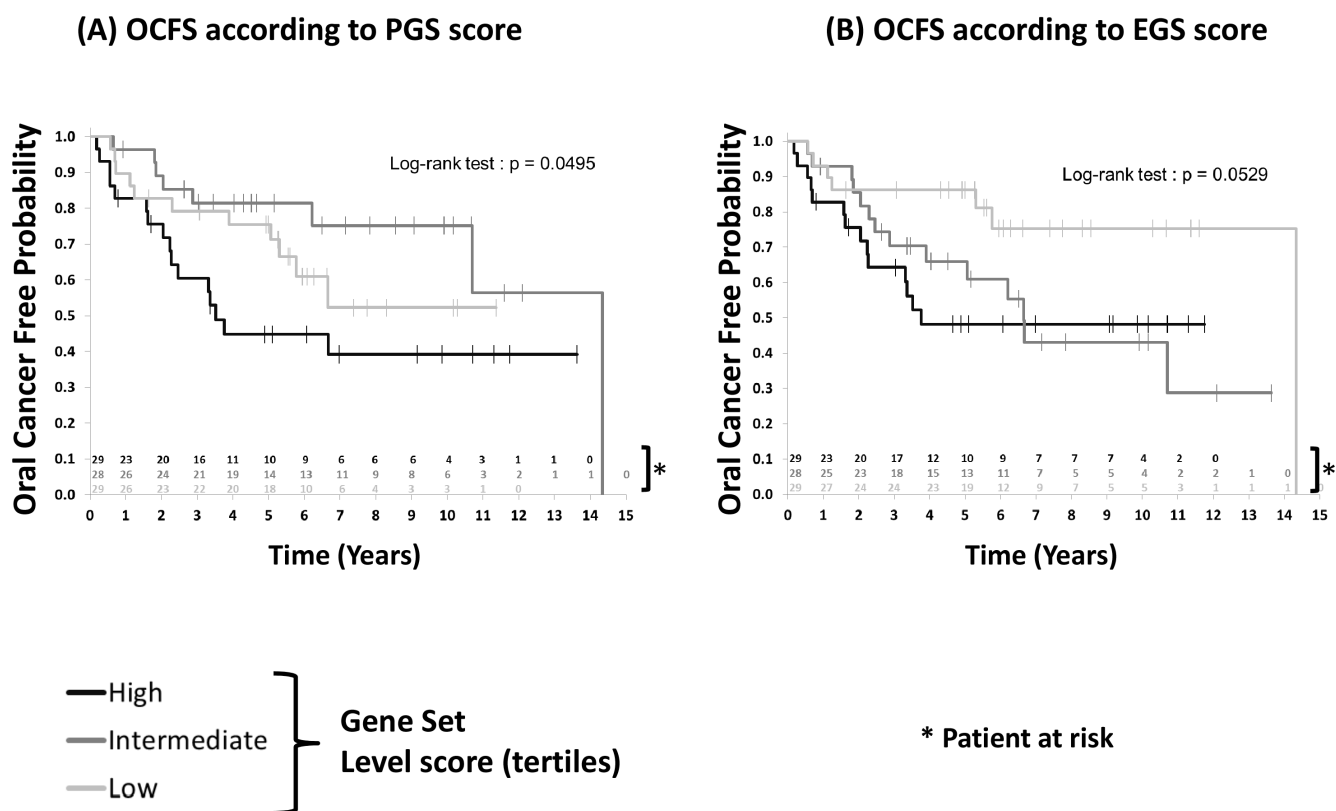 (A) OCFS according to PGS score
(B) OCFS according to EGS score
Oral Cancer Free Probability
1.0
0.9
0.8
0.7
0.6
0.5
0.4
0.3
0.2
0.1
0.0
Log-rank test : p = 0.0495
29 23 20 16 11 10 9 6 6 6 4 3 1 1 0
28 26 24 21 19 14 13 11 9 8 6 3 2 1 1 0
29 26 23 22 20 18 10 6 4 3 3 1 0
*
0 1 2 3 4 5 6 7 8 9 10 11 12 13 14 15
Time (Years)
Oral Cancer Free Probability
1.0
0.9
0.8
0.7
0.6
0.5
0.4
0.3
0.2
0.1
0.0
Log-rank test : p = 0.0529
29 23 20 17 12 10 9 7 7 7 4 2 0
28 25 23 18 15 13 11 7 5 5 4 2 2 1 0
29 27 24 24 23 19 12 9 7 5 5 3 1 1 1 0
*
0 1 2 3 4 5 6 7 8 9 10 11 12 13 14 15
Time (Years)
High
Intermediate
Low
Gene Set
Level score (tertiles)
* Patient at risk